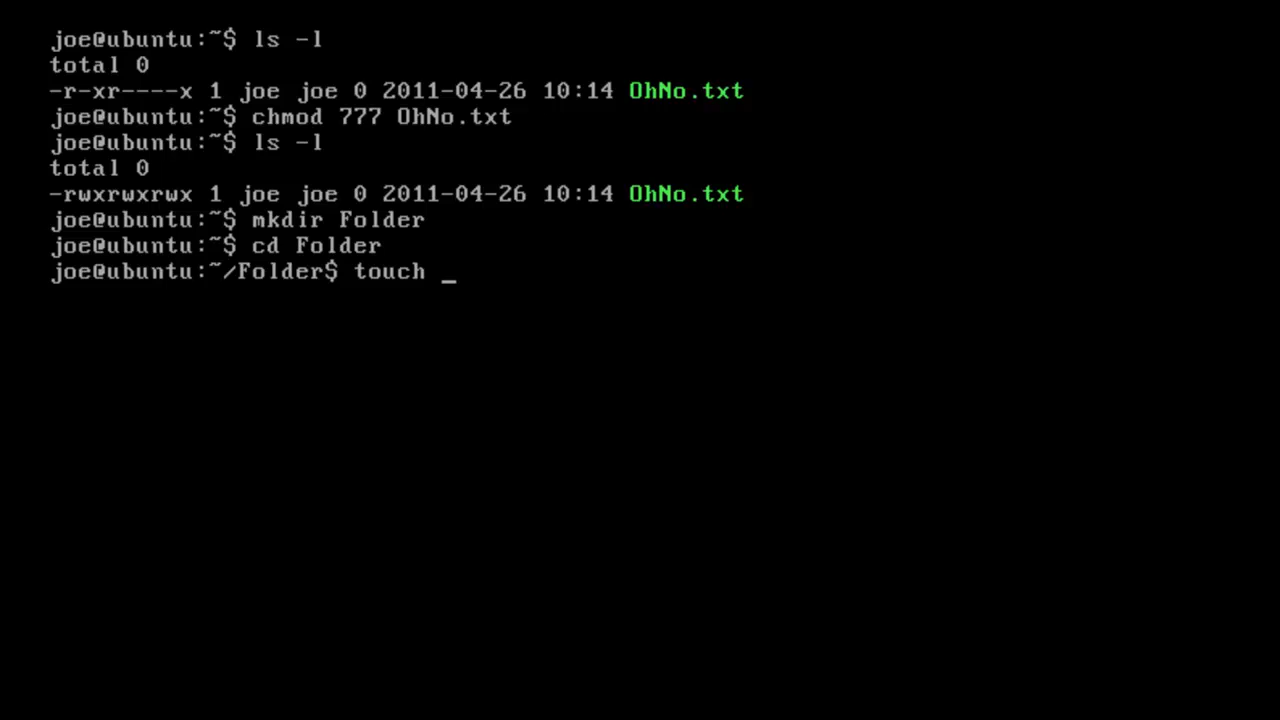 joe@ubuntu:~$ ls -l
total 0
-r-xr----x 1 joe joe 0 2011-04-26 10:14 OhNo.txt
joe@ubuntu:~$ chmod 777 OhNo.txt
joe@ubuntu:~$ ls -l
total 0
-rwxrwxrwx 1 joe joe 0 2011-04-26 10:14 OhNo.txt
joe@ubuntu:~$ mkdir Folder
joe@ubuntu:~$ cd Folder
joe@ubuntu:~/Folder$ touch _